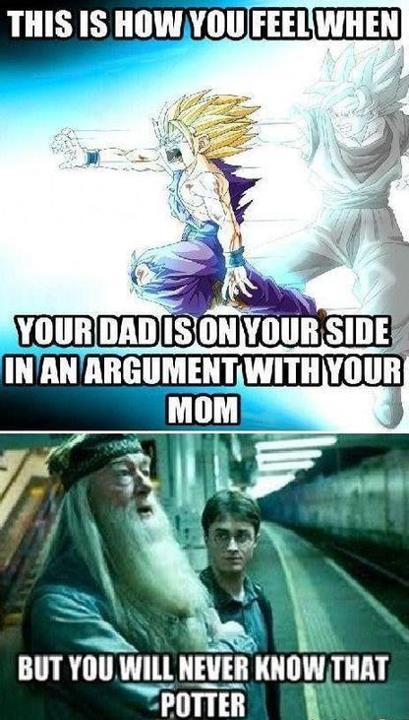 THIS IS HOW YOU FEEL WHEN
YOUR DAD IS ON YOUR SIDE
IN AN ARGUMENT WITH YOUR
MOM
BUT YOU WILL NEVER KNOW THAT
POTTER